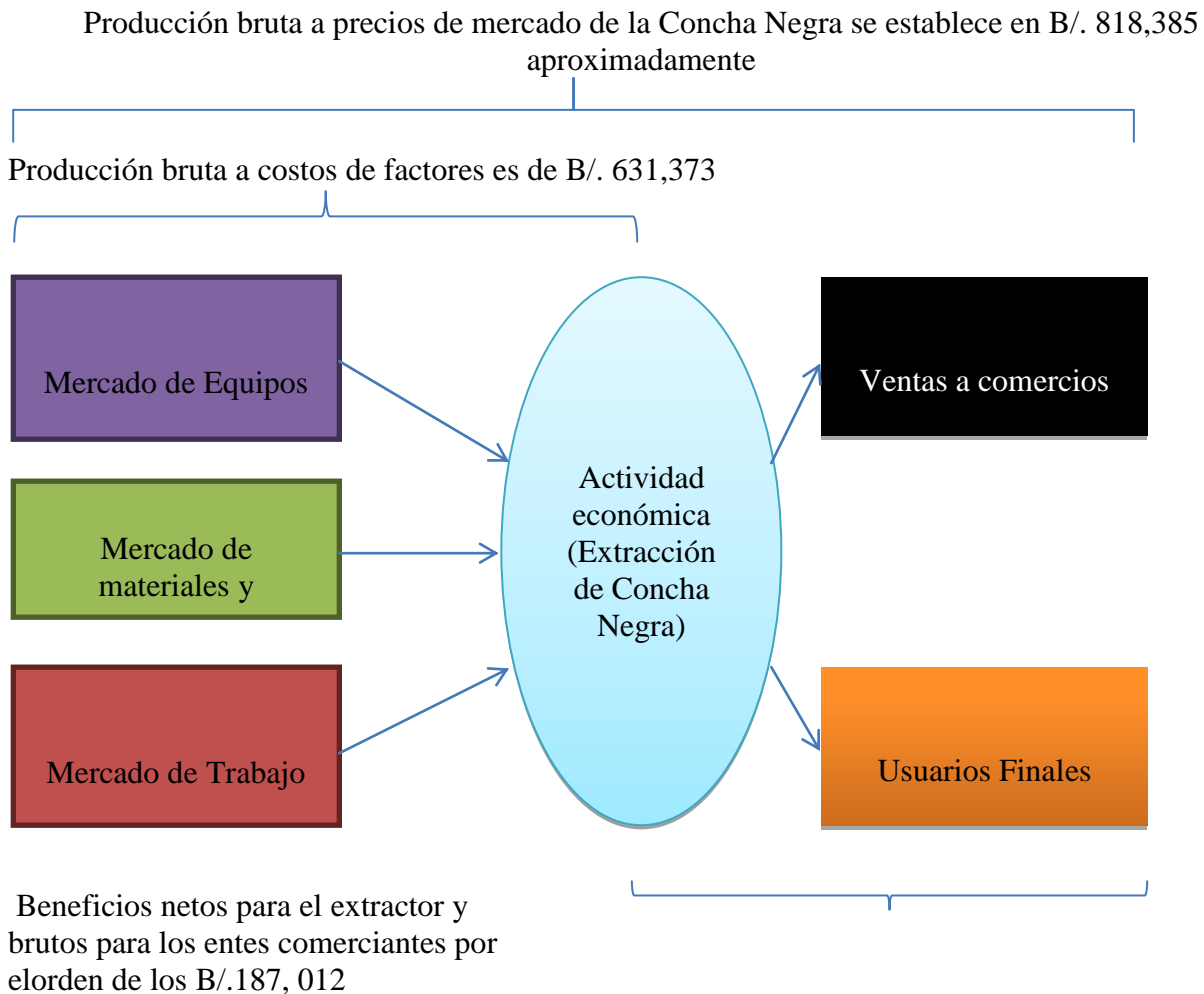 Producción bruta a precios de mercado de la Concha Negra se establece en B/. 818,385
aproximadamente
Producción bruta a costos de factores es de B/. 631,373
Mercado de Equipos
Ventas a comercios
Actividad
económica
(Extracción
de Concha
Negra)
Mercado de
materiales y
Mercado de Trabajo
Usuarios Finales
Beneficios netos para el extractor y
brutos para los entes comerciantes por
elorden de los B/.187, 012